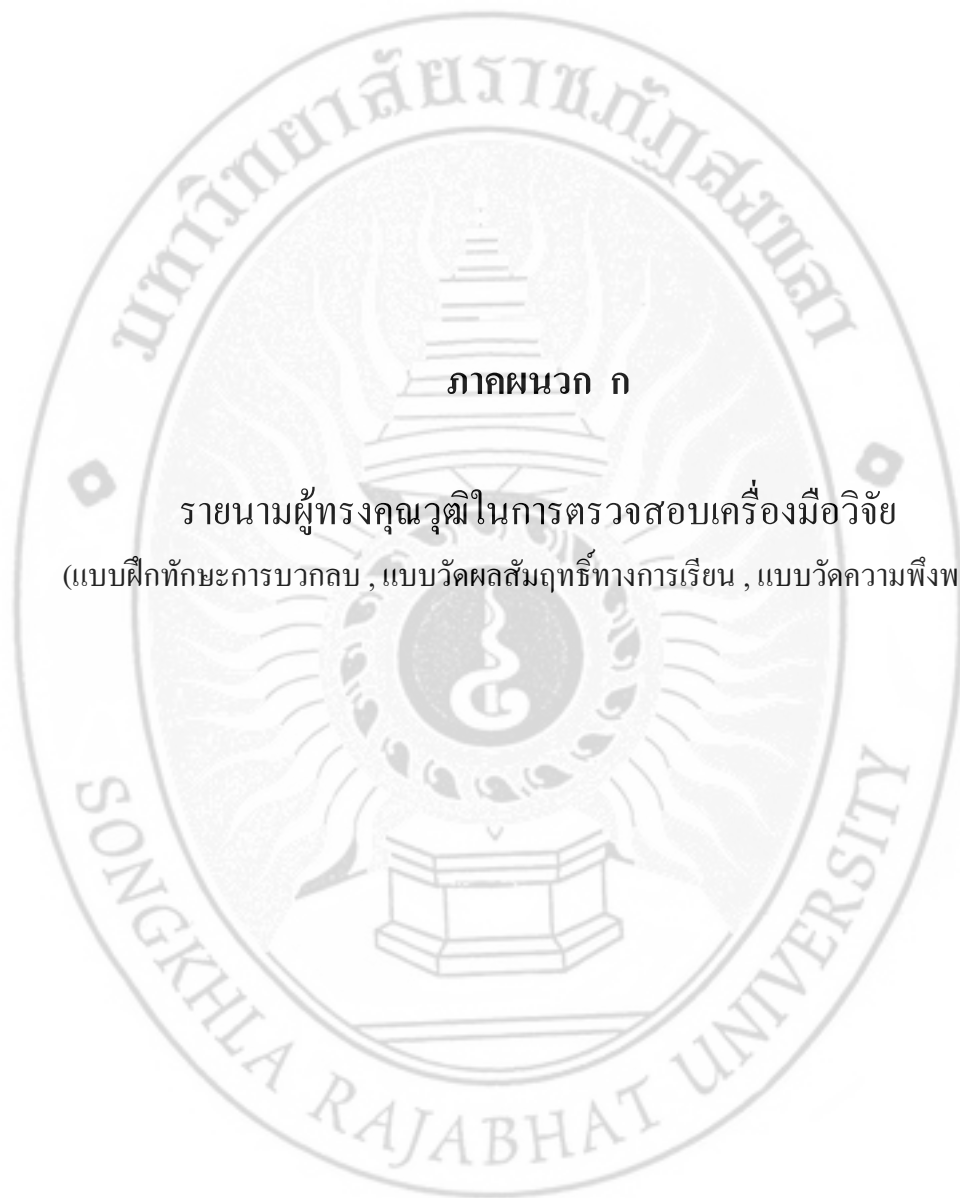 มหาวิทยาลัยราชภัฏสงขลา
ภาคผนวก ก
รายนามผู้ทรงคุณวุฒิในการตรวจสอบเครื่องมือวิจัย
(แบบฝึกทักษะการบวกลบ , แบบวัดผลสัมฤทธิ์ทางการเรียน , แบบวัดความพึงพ
SONGKHLA RAJABHAT UNIVERSITY